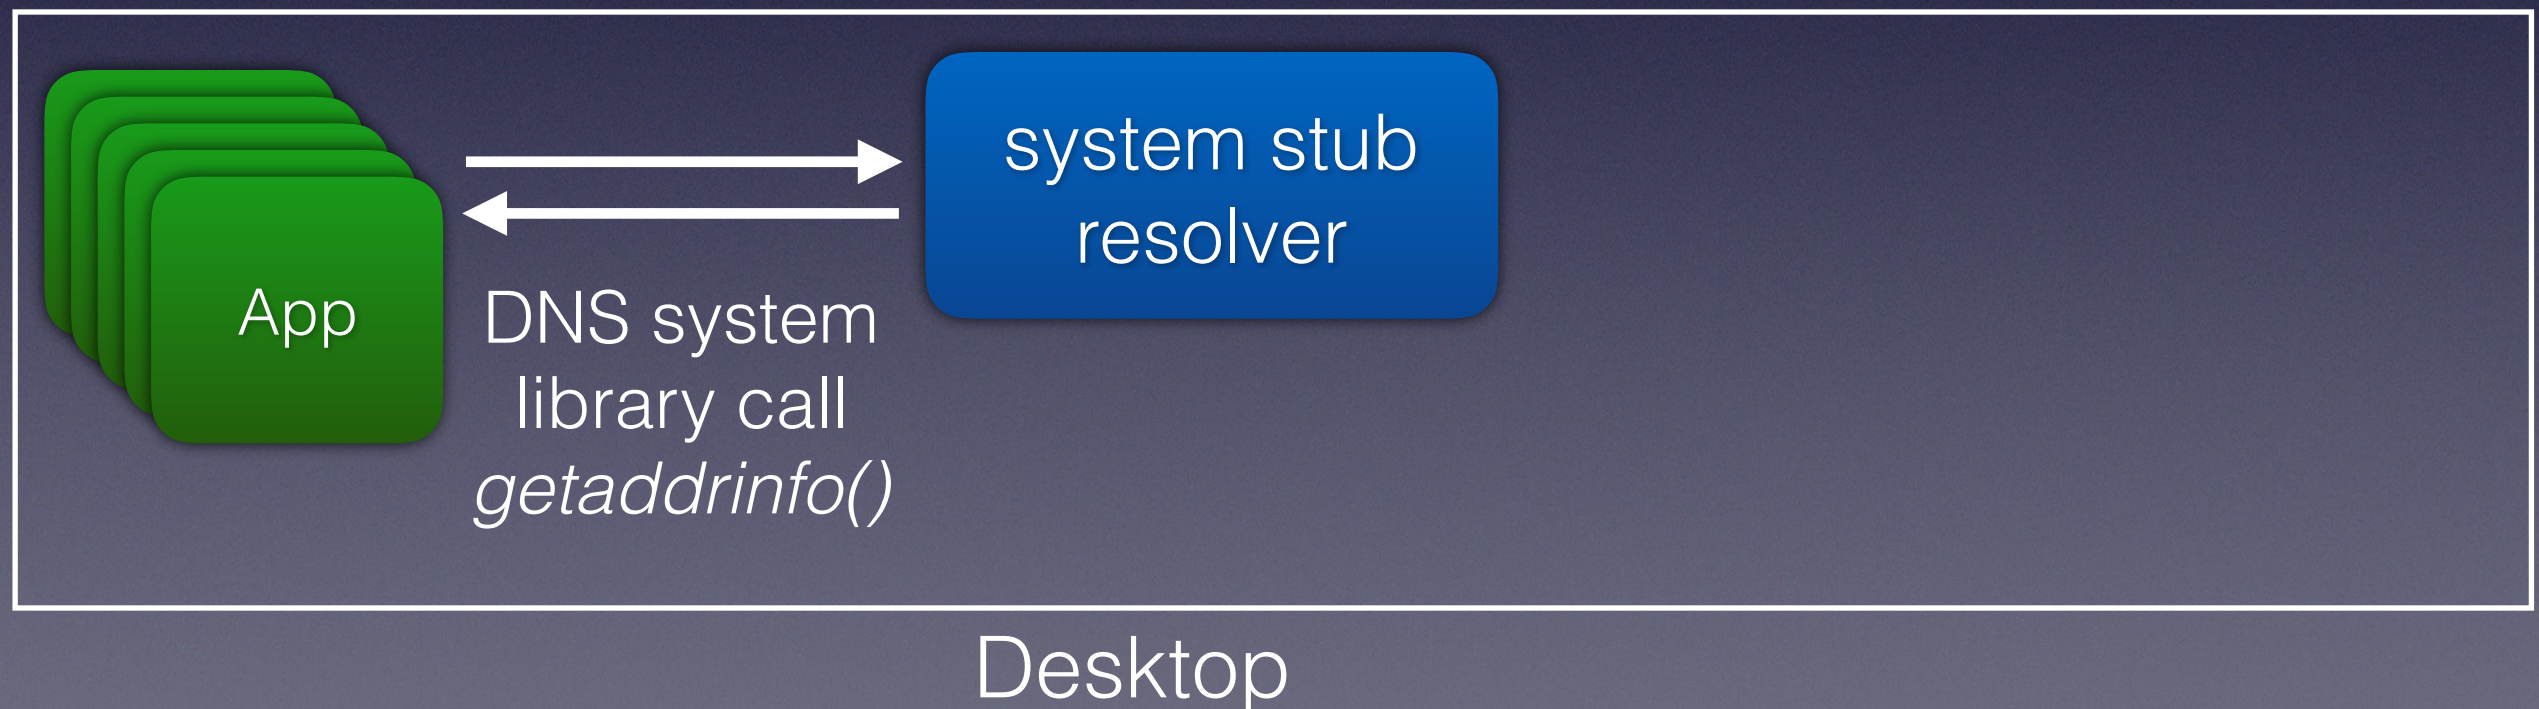 App
DNS system
library call
getaddrinfo()
system stub
resolver
Desktop